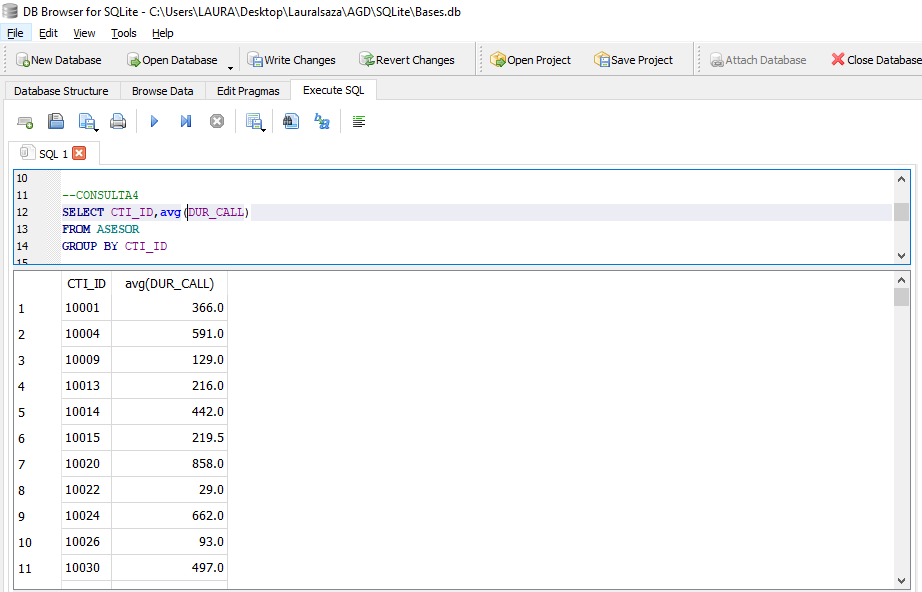 DB Browser for SQLite - C:\Users\LAURA\Desktop\Lauralsaza\AGD\SQLite\Bases.db
File Edit View Tools Help
New Database Open Database Write Changes Revert Changes Open Project Save Project Attach Database Close Database
Database Structure Browse Data Edit Pragmas Execute SQL
SQL 1
10
11 --CONSULTA4
12 SELECT CTI_ID,avg(DUR_CALL)
13 FROM ASESOR
14 GROUP BY CTI_ID
15
CTI_ID avg(DUR_CALL)
1 10001 366.0
2 10004 591.0
3 10009 129.0
4 10013 216.0
5 10014 442.0
6 10015 219.5
7 10020 858.0
8 10022 29.0
9 10024 662.0
10 10026 93.0
11 10030 497.0